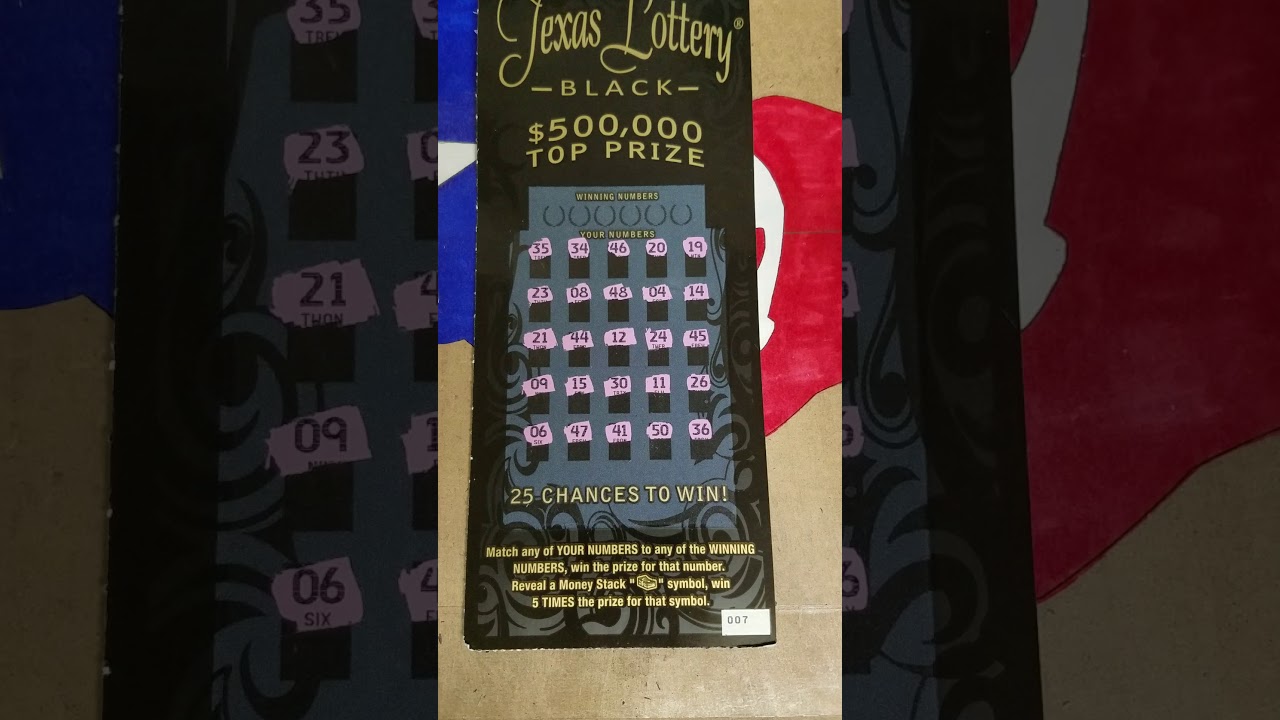 Texas Lottery®
BLACK
$500,000
TOP PRIZE
WINNING NUMBERS
YOUR NUMBERS
35 34 46 20 19
23 08 48 04 14
21 44 12 24 45
THON
09 15 30 11 26
06 47 41 50 36
SIX
25 CHANCES TO WIN!
Match any of YOUR NUMBERS to any of the WINNING
NUMBERS, win the prize for that number.
Reveal a Money Stack " " symbol, win
5 TIMES the prize for that symbol.
007